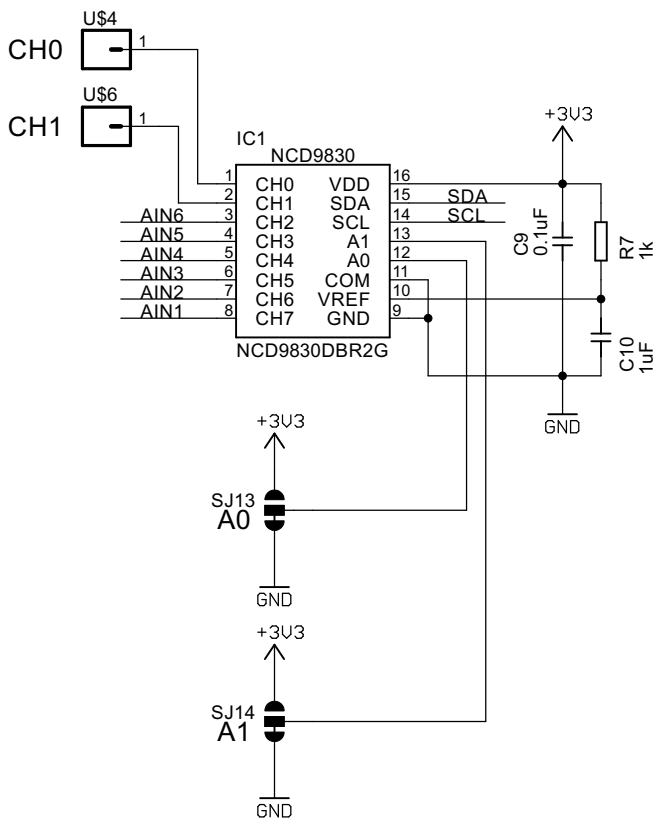 U$4
CH0
1
U$6
CH1
1
IC1
NCD9830
+3V3
1 CH0 VDD 16
2 CH1 SDA 15 SDA
AIN6 3 CH2 SCL 14 SCL
AIN5 4 CH3 A1 13
AIN4 5 CH4 A0 12
AIN3 6 CH5 COM 11
AIN2 7 CH6 VREF 10
AIN1 8 CH7 GND 9
NCD9830DBR2G
C9
0.1uF
R7
1k
C10
1uF
GND
+3V3
SJ13
A0
GND
+3V3
SJ14
A1
GND